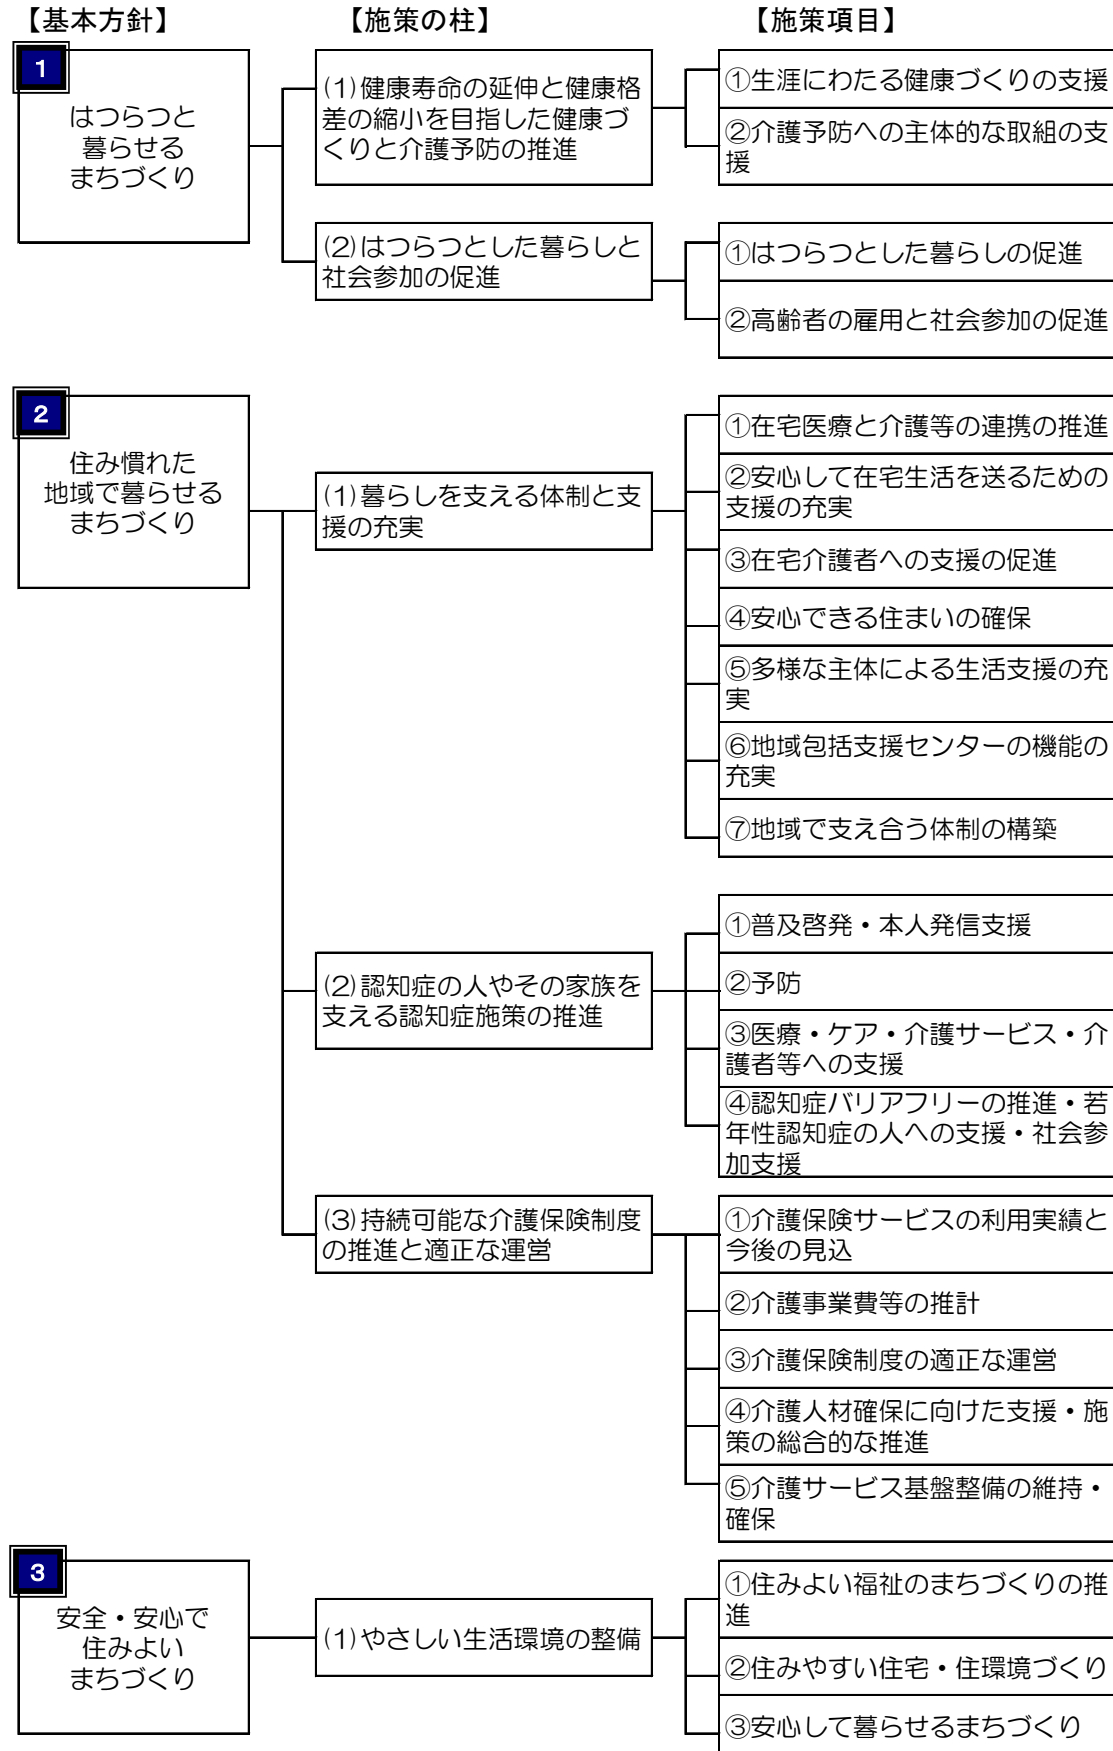 【基本方針】 【施策の柱】 【施策項目】
1
はつらつと
暮らせる
まちづくり
(1)健康寿命の延伸と健康格
差の縮小を目指した健康づ
くりと介護予防の推進
①生涯にわたる健康づくりの支援
②介護予防への主体的な取組の支
援
(2)はつらつとした暮らしと
社会参加の促進
①はつらつとした暮らしの促進
②高齢者の雇用と社会参加の促進
2
住み慣れた
地域で暮らせる
まちづくり
(1)暮らしを支える体制と支
援の充実
①在宅医療と介護等の連携の推進
②安心して在宅生活を送るための
支援の充実
③在宅介護者への支援の促進
④安心できる住まいの確保
⑤多様な主体による生活支援の充
実
⑥地域包括支援センターの機能の
充実
⑦地域で支え合う体制の構築
(2)認知症の人やその家族を
支える認知症施策の推進
①普及啓発・本人発信支援
②予防
③医療・ケア・介護サービス・介
護者等への支援
④認知症バリアフリーの推進・若
年性認知症の人への支援・社会参
加支援
(3)持続可能な介護保険制度
の推進と適正な運営
①介護保険サービスの利用実績と
今後の見込
②介護事業費等の推計
③介護保険制度の適正な運営
④介護人材確保に向けた支援・施
策の総合的な推進
⑤介護サービス基盤整備の維持・
確保
3
安全・安心で
住みよい
まちづくり
(1)やさしい生活環境の整備
①住みよい福祉のまちづくりの推
進
②住みやすい住宅・住環境づくり
③安心して暮らせるまちづくり